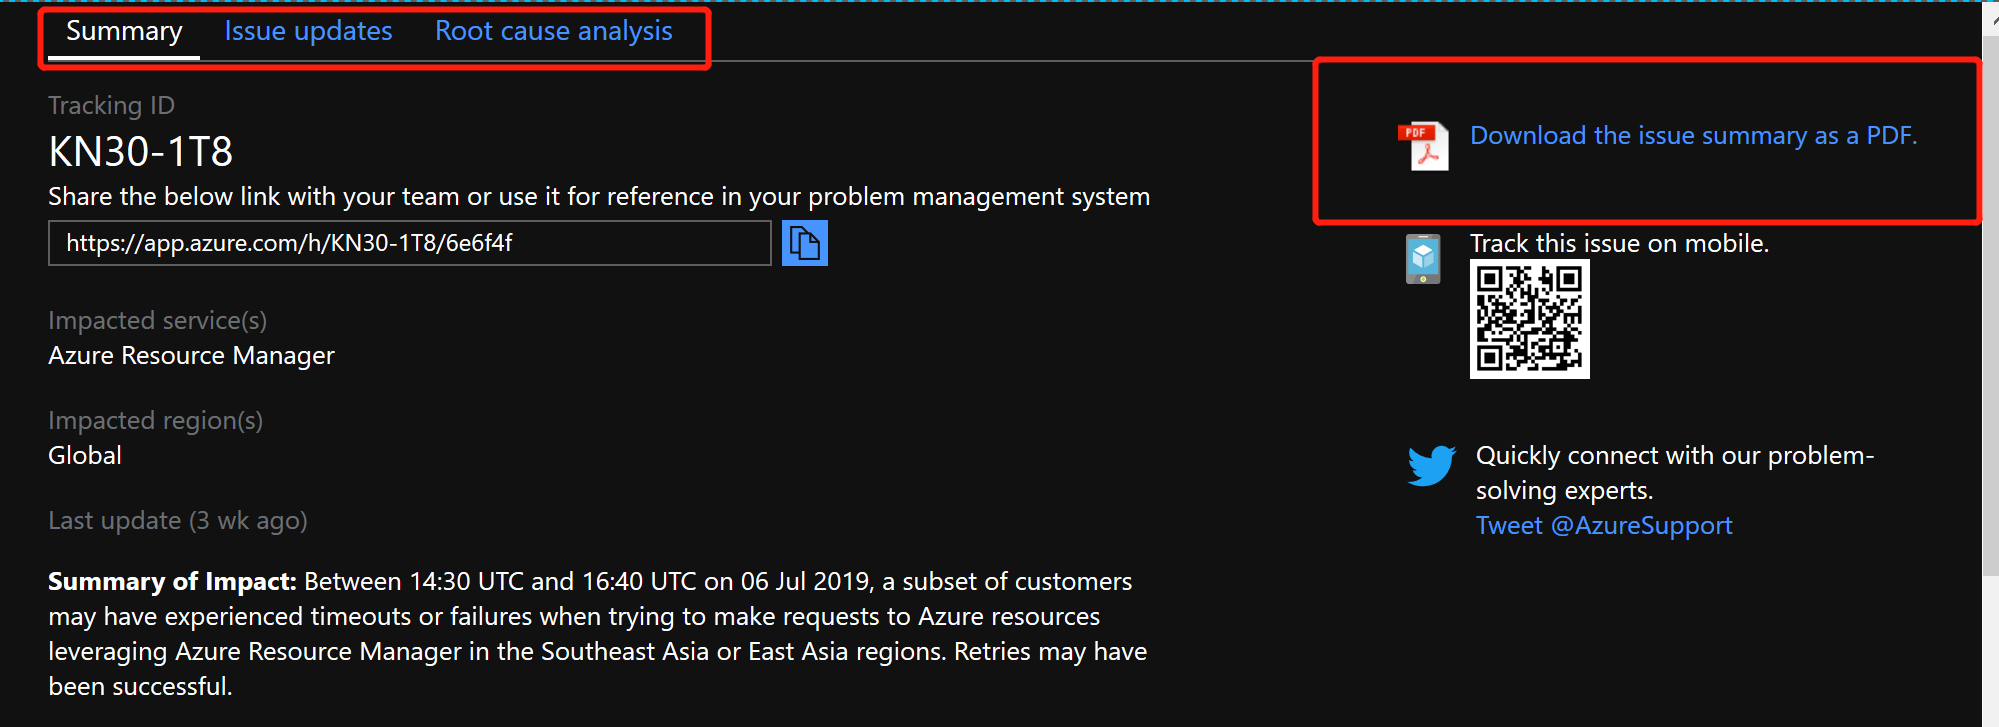 Summary Issue updates Root cause analysis
Tracking ID
KN30-1T8
Share the below link with your team or use it for reference in your problem management system
https://app.azure.com/h/KN30-1T8/6e6f4f
Impacted service(s)
Azure Resource Manager
Impacted region(s)
Global
Last update (3 wk ago)
Summary of Impact: Between 14:30 UTC and 16:40 UTC on 06 Jul 2019, a subset of customers
may have experienced timeouts or failures when trying to make requests to Azure resources
leveraging Azure Resource Manager in the Southeast Asia or East Asia regions. Retries may have
been successful.
PDF
Download the issue summary as a PDF.
Track this issue on mobile.
Quickly connect with our problem-
solving experts.
Tweet @AzureSupport